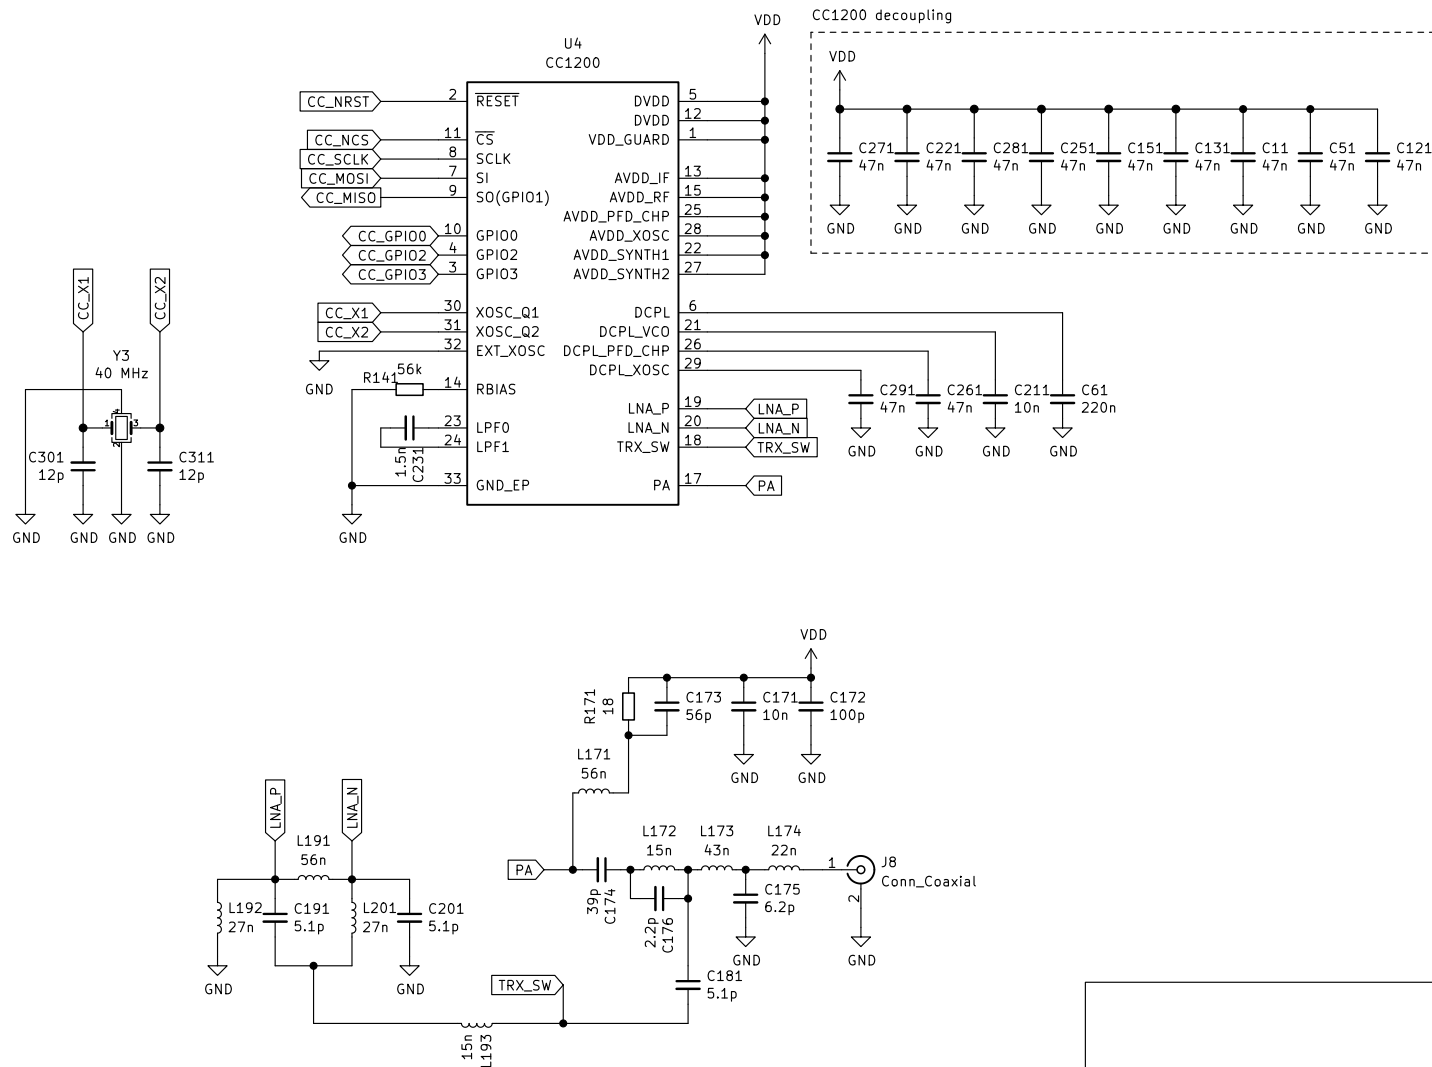 CC1200 decoupling
VDD
VDD
U4
CC1200
CC_NRST 2 RESET DVDD 5
DVDD 12
CC_NCS 11 CS VDD_GUARD 1
CC_SCLK 8 SCLK
CC_MOSI 7 SI AVDD_IF 13
CC_MISO 9 SO(GPIO1) AVDD_RF 15
AVDD_PFD_CHP 25
CC_GPIO0 10 GPIO0 AVDD_XOSC 28
CC_GPIO2 4 GPIO2 AVDD_SYNTH1 22
CC_GPIO3 3 GPIO3 AVDD_SYNTH2 27
CC_X1 30 XOSC_Q1 DCPL 6
CC_X2 31 XOSC_Q2 DCPL_VCO 21
32 EXT_XOSC DCPL_PFD_CHP 26
DCPL_XOSC 29
GND
R141 56k 14 RBIAS
LNA_P 19 LNA_P
23 LPF0 LNA_N 20 LNA_N
24 LPF1 TRX_SW 18 TRX_SW
1.5n
C231
33 GND_EP PA 17 PA
GND
C271 C221 C281 C251 C151 C131 C11 C51 C121
47n 47n 47n 47n 47n 47n 47n 47n 47n
GND GND GND GND GND GND GND GND GND
C291 C261 C211 C61
47n 47n 10n 220n
GND GND GND GND
CC_X1 CC_X2
Y3
40 MHz
4
1 3
2
C301 C311
12p 12p
GND GND GND GND
VDD
R171
18
C173 C171 C172
56p 10n 100p
GND GND
L171
56n
LNA_P LNA_N
L191
56n
L192 C191 L201 C201
27n 5.1p 27n 5.1p
GND GND
PA
39p
C174
L172 L173 L174
15n 43n 22n
2.2p
C176
C175
6.2p
GND
1 J8
Conn_Coaxial
2
GND
C181
5.1p
TRX_SW
15n
L193